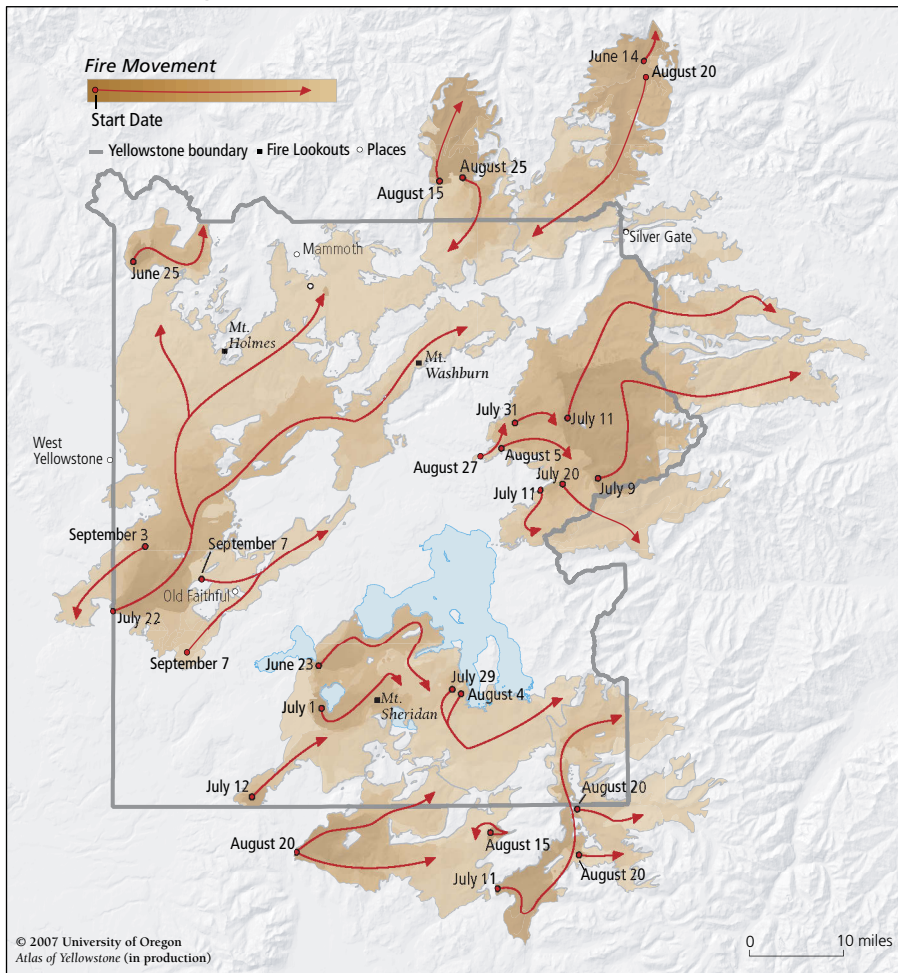 Fire Movement
Start Date
Yellowstone boundary
Fire Lookouts
Places
June 14
August 20
August 25
August 15
Silver Gate
Mammoth
June 25
Mt.
Holmes
Mt.
Washburn
July 31
July 11
West
Yellowstone
August 5
August 27
July 20
July 11
July 9
September 3
September 7
Old Faithful
July 22
September 7
June 23
July 29
August 4
July 1
Mt.
Sheridan
July 12
August 20
August 20
August 15
August 20
July 11
© 2007 University of Oregon
Atlas of Yellowstone (in production)
0 10 miles